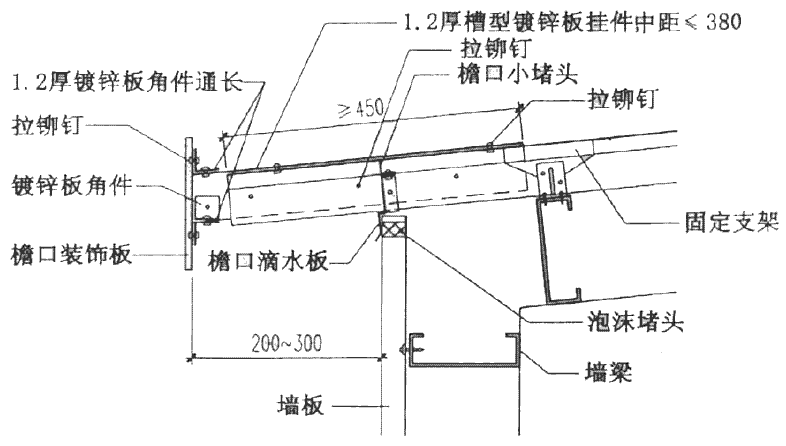 1.2厚槽型镀锌板挂件中距≤380
拉铆钉
檐口小堵头
1.2厚镀锌板角件通长
≥450
拉铆钉
拉铆钉
镀锌板角件
固定支架
檐口装饰板
檐口滴水板
泡沫堵头
200~300
墙梁
墙板